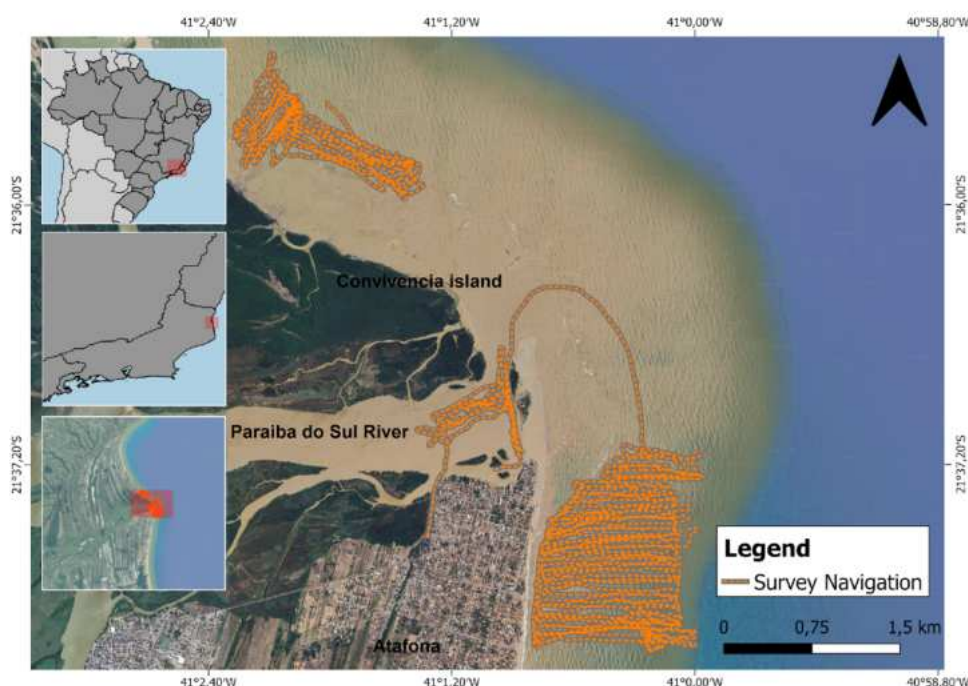 41°2,40'W 41°1,20'W 41°0,00'W 40°58,80'W
21°36,00'S
21°36,00'S
Convivencia island
Paraiba do Sul River
21°37,20'S
21°37,20'S
Legend
Survey Navigation
Atafona
0 0,75 1,5 km
41°2,40'W 41°1,20'W 41°0,00'W 40°58,80'W